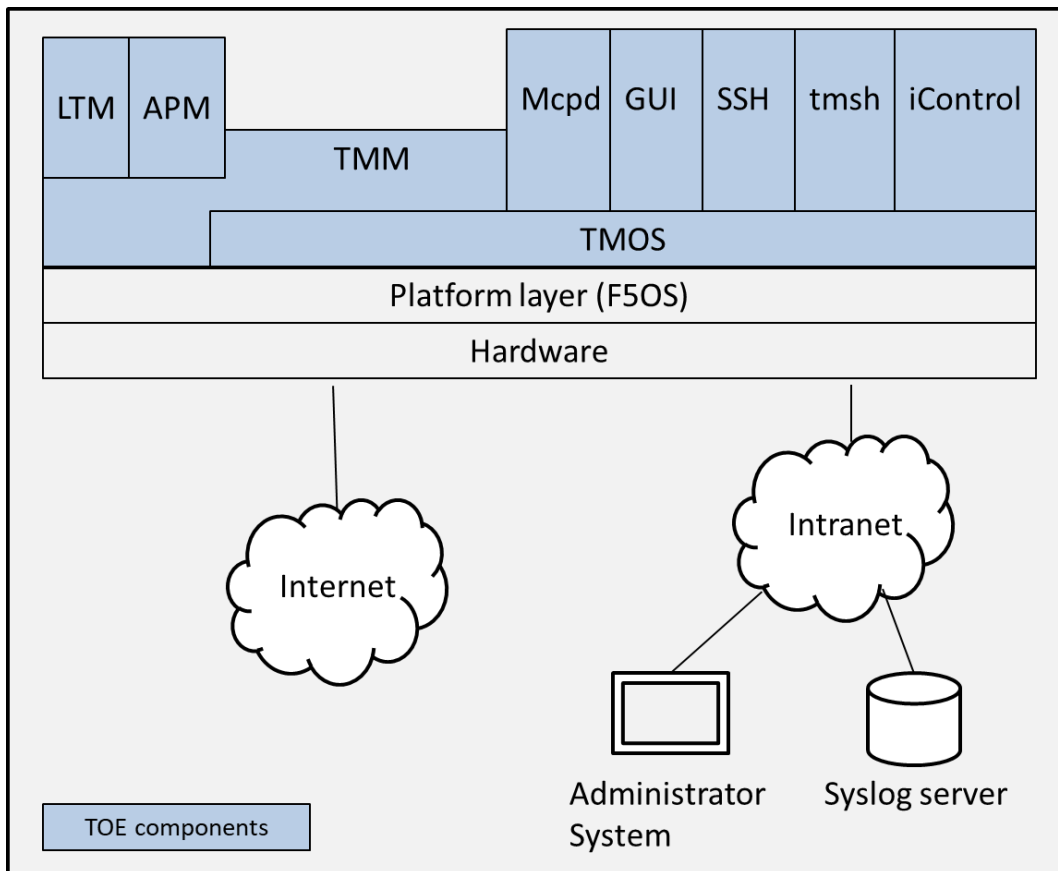 LTM APM TMM Mcpd GUI SSH tmsh iControl
TMOS
Platform layer (F5OS)
Hardware
Internet
Intranet
Administrator
System
Syslog server
TOE components